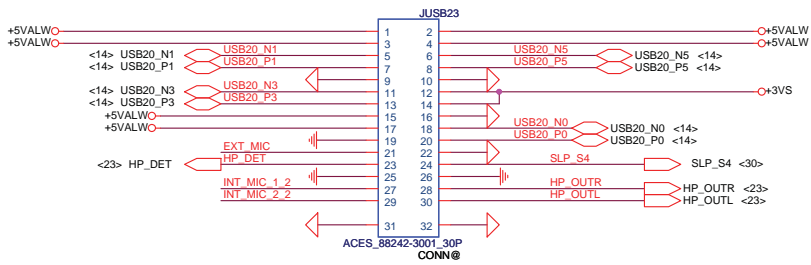 JUSB23
+5VALW 1 2 +5VALW
+5VALW 3 4 +5VALW
<14> USB20_N1 USB20_N1 5 6 USB20_N5 USB20_N5 <14>
<14> USB20_P1 USB20_P1 7 8 USB20_P5 USB20_P5 <14>
9 10
<14> USB20_N3 USB20_N3 11 12 +3VS
<14> USB20_P3 USB20_P3 13 14
+5VALW 15 16
+5VALW 17 18 USB20_N0 USB20_N0 <14>
19 20 USB20_P0 USB20_P0 <14>
EXT_MIC 21 22
<23> HP_DET HP_DET 23 24 SLP_S4 SLP_S4 <30>
25 26
INT_MIC_1_2 27 28 HP_OUTR HP_OUTR <23>
INT_MIC_2_2 29 30 HP_OUTL HP_OUTL <23>
31 32
ACES_88242-3001_30P
CONN@